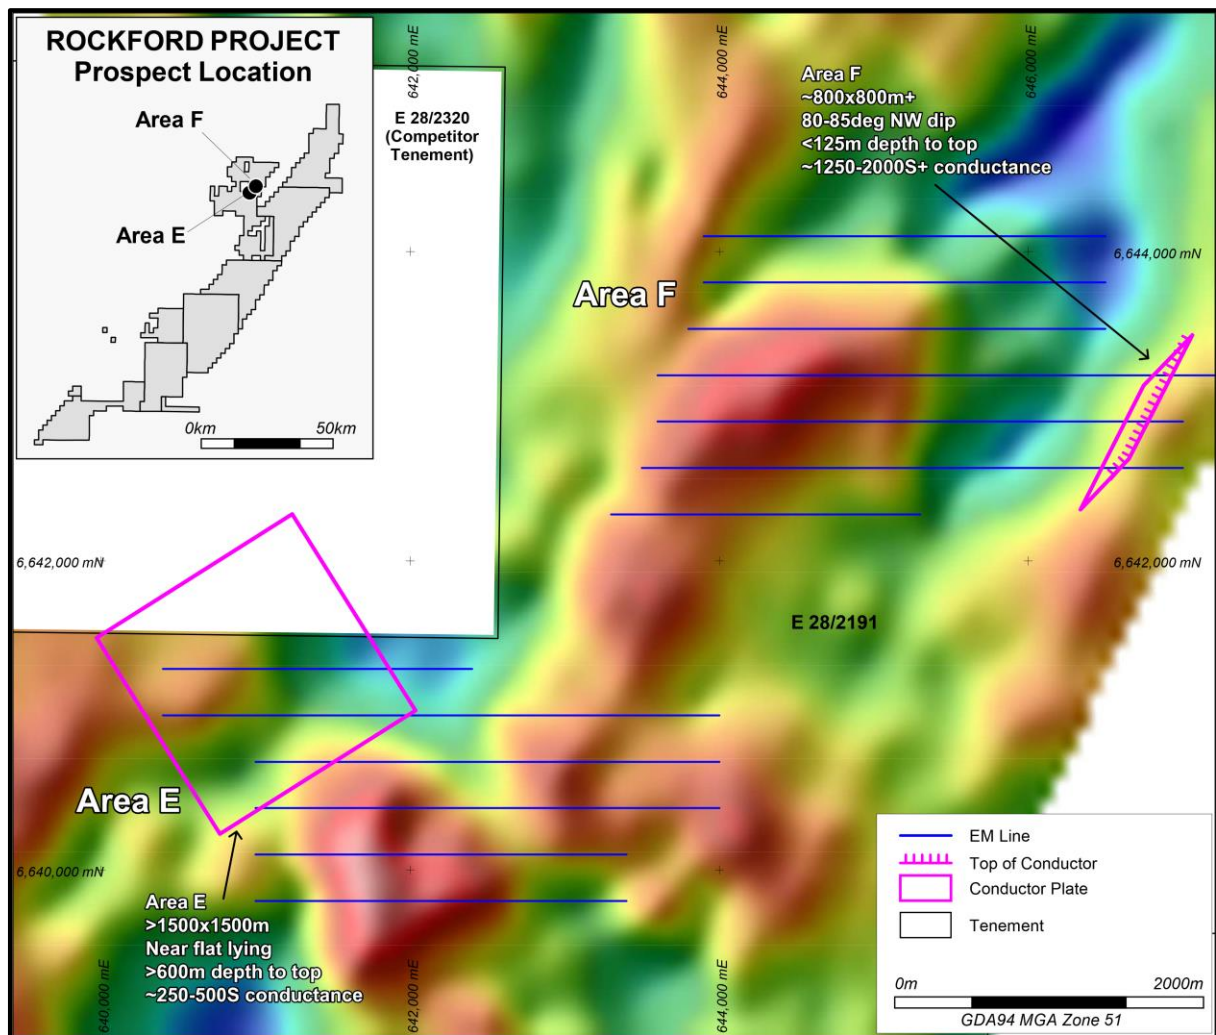 ROCKFORD PROJECT
Prospect Location
Area F
Area E
0km
50km
642,000 mE
644,000 mE
646,000 mE
E 28/2320
(Competitor
Tenement)
Area F
~800x800m+
80-85deg NW dip
<125m depth to top
~1250-2000S+ conductance
6,644,000 mN
Area F
6,642,000 mN
6,642,000 mN
E 28/2191
Area E
6,640,000 mN
Area E
>1500x1500m
Near flat lying
>600m depth to top
~250-500S conductance
640,000 mE
642,000 mE
644,000 mE
EM Line
Top of Conductor
Conductor Plate
Tenement
0m
2000m
GDA94 MGA Zone 51